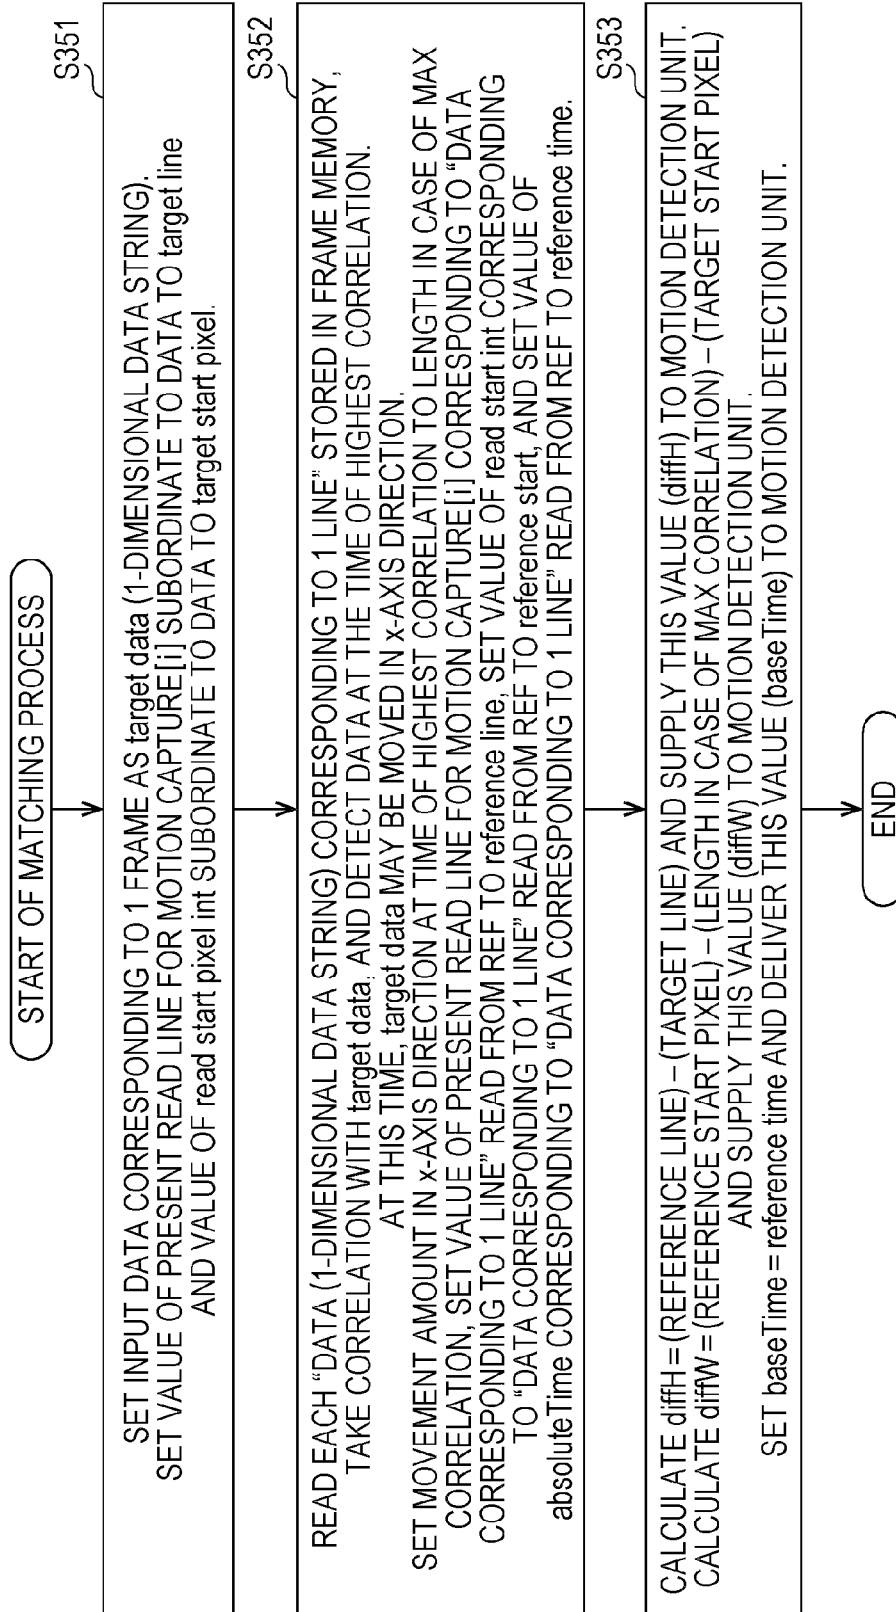 START OF MATCHING PROCESS
S351
SET INPUT DATA CORRESPONDING TO 1 FRAME AS target data (1-DIMENSIONAL DATA STRING).
SET VALUE OF PRESENT READ LINE FOR MOTION CAPTURE[i] SUBORDINATE TO DATA TO target line
AND VALUE OF read start pixel int SUBORDINATE TO DATA TO target start pixel.
S352
READ EACH "DATA (1-DIMENSIONAL DATA STRING) CORRESPONDING TO 1 LINE" STORED IN FRAME MEMORY,
TAKE CORRELATION WITH target data, AND DETECT DATA AT THE TIME OF HIGHEST CORRELATION.
AT THIS TIME, target data MAY BE MOVED IN x-AXIS DIRECTION.
SET MOVEMENT AMOUNT IN x-AXIS DIRECTION AT TIME OF HIGHEST CORRELATION TO LENGTH IN CASE OF MAX
CORRELATION, SET VALUE OF PRESENT READ LINE FOR MOTION CAPTURE[i] CORRESPONDING TO "DATA
CORRESPONDING TO 1 LINE" READ FROM REF TO reference line, SET VALUE OF read start int CORRESPONDING
TO "DATA CORRESPONDING TO 1 LINE" READ FROM REF TO reference start, AND SET VALUE OF
absoluteTime CORRESPONDING TO "DATA CORRESPONDING TO 1 LINE" READ FROM REF TO reference time.
S353
CALCULATE diffH = (REFERENCE LINE) – (TARGET LINE) AND SUPPLY THIS VALUE (diffH) TO MOTION DETECTION UNIT.
CALCULATE diffW = (REFERENCE START PIXEL) – (LENGTH IN CASE OF MAX CORRELATION) – (TARGET START PIXEL)
AND SUPPLY THIS VALUE (diffW) TO MOTION DETECTION UNIT.
SET baseTime = reference time AND DELIVER THIS VALUE (baseTime) TO MOTION DETECTION UNIT.
END